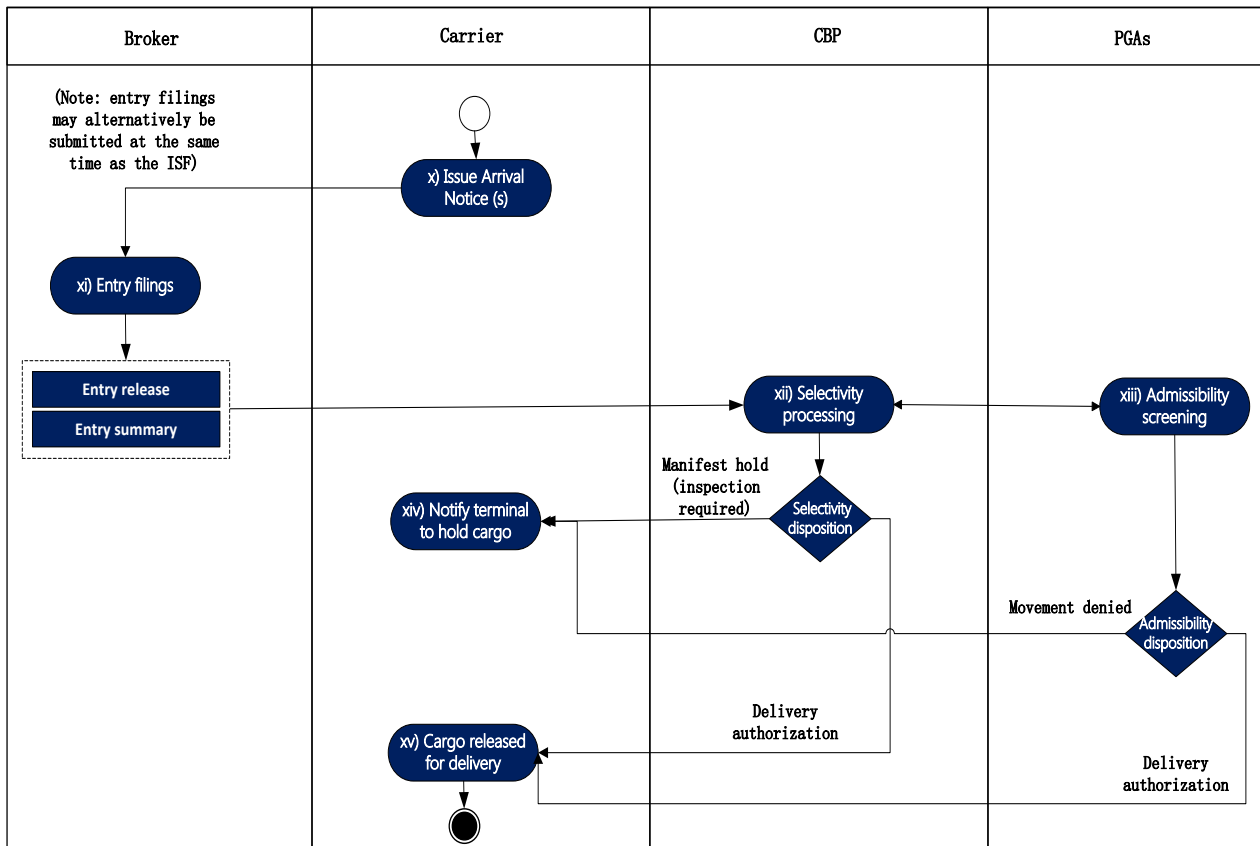 Broker
Carrier
CBP
PGAs
(Note: entry filings
may alternatively be
submitted at the same
time as the ISF)
x) Issue Arrival
Notice (s)
xi) Entry filings
Entry release
Entry summary
xii) Selectivity
processing
xiii) Admissibility
screening
Manifest hold
(inspection
required)
Selectivity
disposition
xiv) Notify terminal
to hold cargo
Movement denied
Admissibility
disposition
Delivery
authorization
xv) Cargo released
for delivery
Delivery
authorization